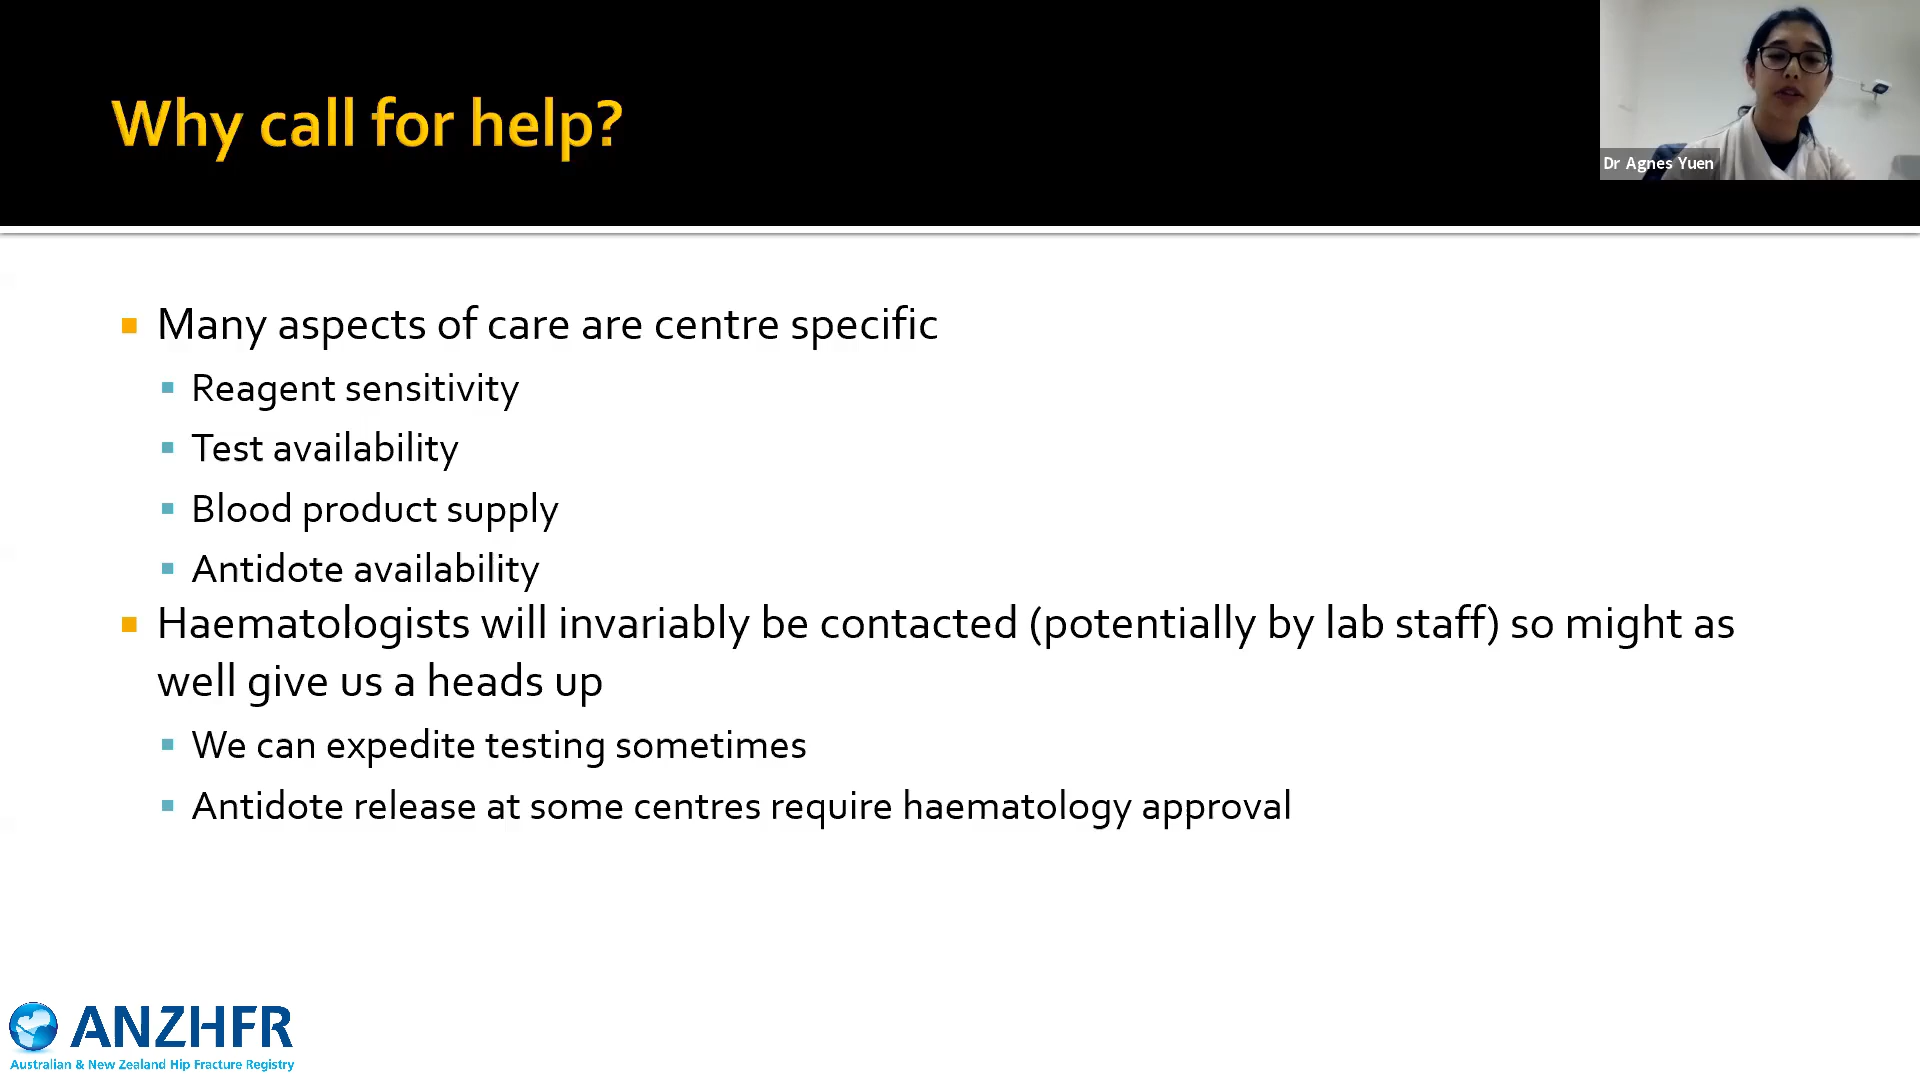 Why call for help?
Dr Agnes Yuen
Many aspects of care are centre specific
Reagent sensitivity
Test availability
Blood product supply
Antidote availability
Haematologists will invariably be contacted (potentially by lab staff) so might as
well give us a heads up
We can expedite testing sometimes
Antidote release at some centres require haematology approval
ANZHFR
Australian & New Zealand Hip Fracture Registry